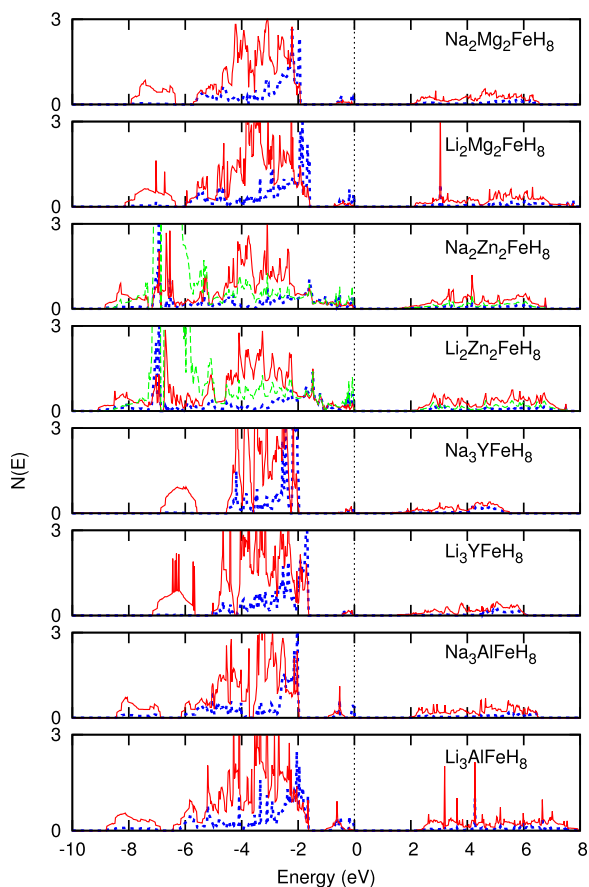 3
Na₂Mg₂FeH₈
0
3
Li₂Mg₂FeH₈
0
3
Na₂Zn₂FeH₈
0
3
Li₂Zn₂FeH₈
0
3
Na₃YFeH₈
0
3
Li₃YFeH₈
0
3
Na₃AlFeH₈
0
3
Li₃AlFeH₈
0
N(E)
-10 -8 -6 -4 -2 0 2 4 6 8
Energy (eV)